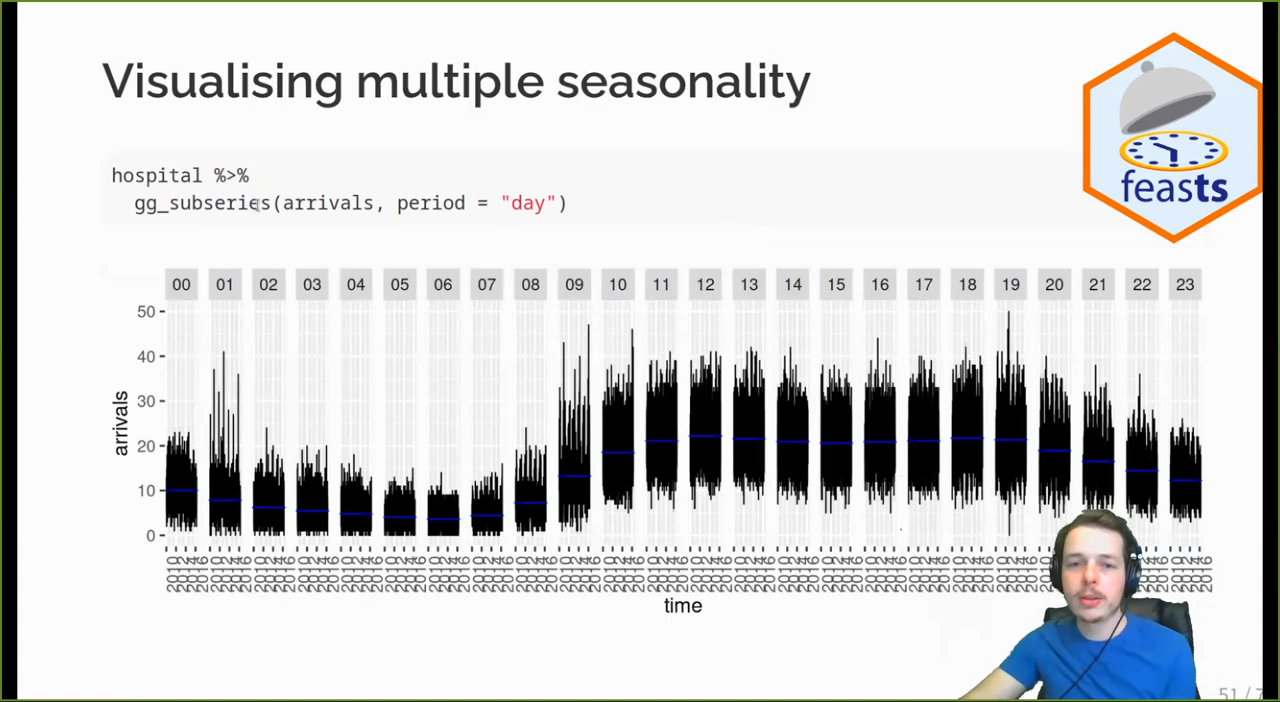 Visualising multiple seasonality
feasts
hospital %>%
gg_subseries(arrivals, period = "day")
00 01 02 03 04 05 06 07 08 09 10 11 12 13 14 15 16 17 18 19 20 21 22 23
50
40
30
20
10
0
arrivals
time
51 / 7